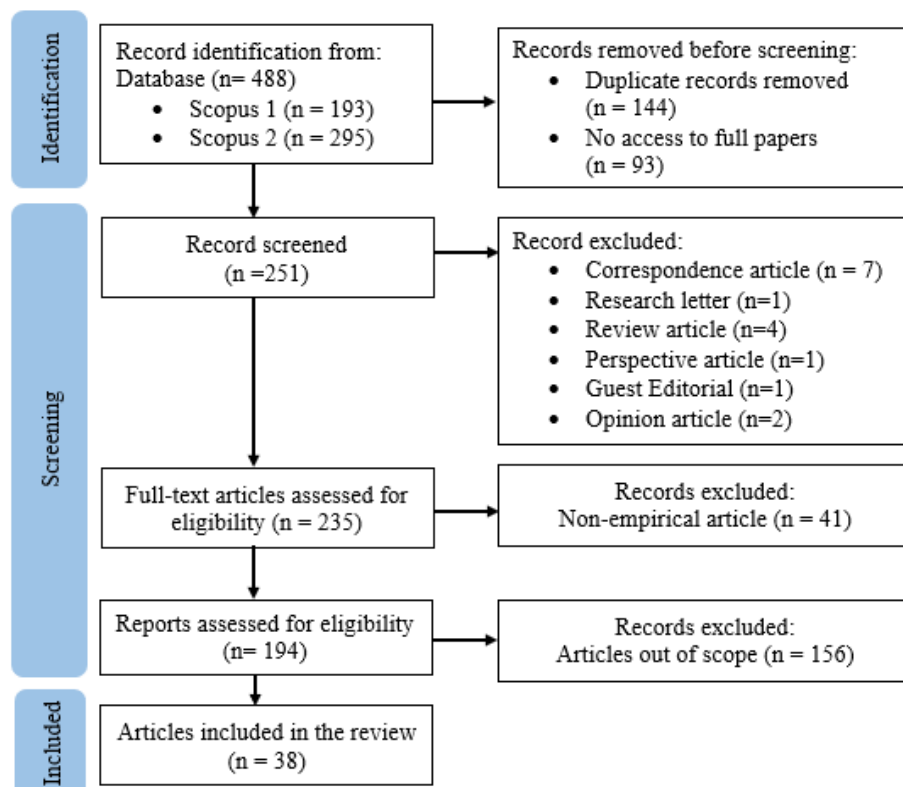 Identification
Record identification from:
Database (n= 488)
• Scopus 1 (n = 193)
• Scopus 2 (n = 295)
Records removed before screening:
• Duplicate records removed
(n = 144)
• No access to full papers
(n = 93)
Screening
Record screened
(n =251)
Record excluded:
• Correspondence article (n = 7)
• Research letter (n=1)
• Review article (n=4)
• Perspective article (n=1)
• Guest Editorial (n=1)
• Opinion article (n=2)
Full-text articles assessed for
eligibility (n = 235)
Records excluded:
Non-empirical article (n = 41)
Reports assessed for eligibility
(n= 194)
Records excluded:
Articles out of scope (n = 156)
Included
Articles included in the review
(n = 38)